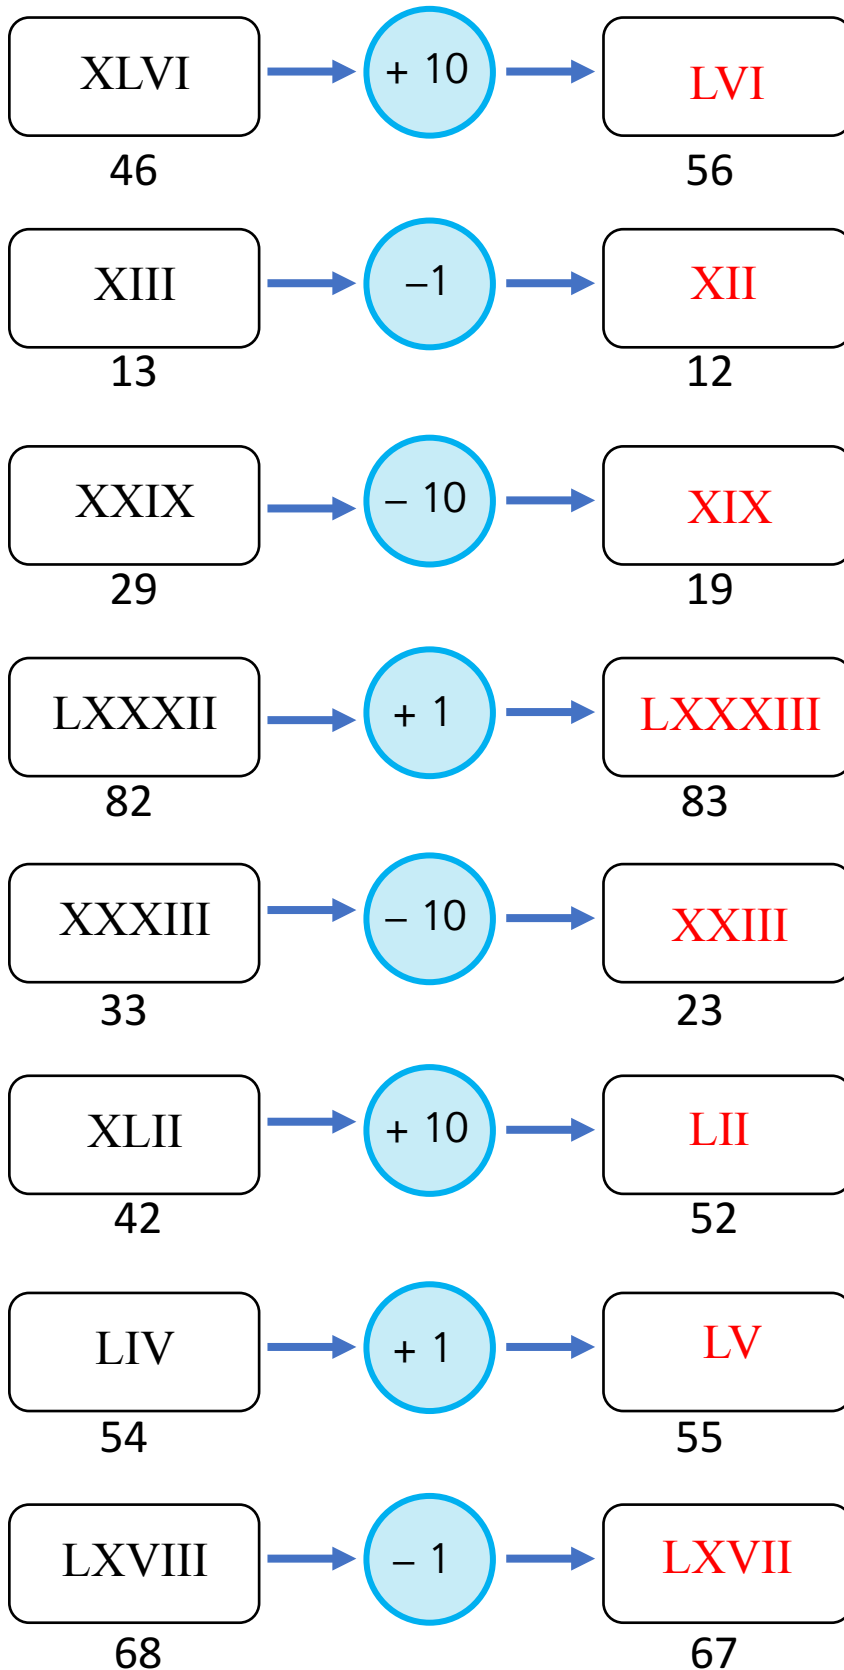 XLVI + 10 LVI
46 56
XIII –1 XII
13 12
XXIX – 10 XIX
29 19
LXXXII + 1 LXXXIII
82 83
XXXIII – 10 XXIII
33 23
XLII + 10 LII
42 52
LIV + 1 LV
54 55
LXVIII – 1 LXVII
68 67